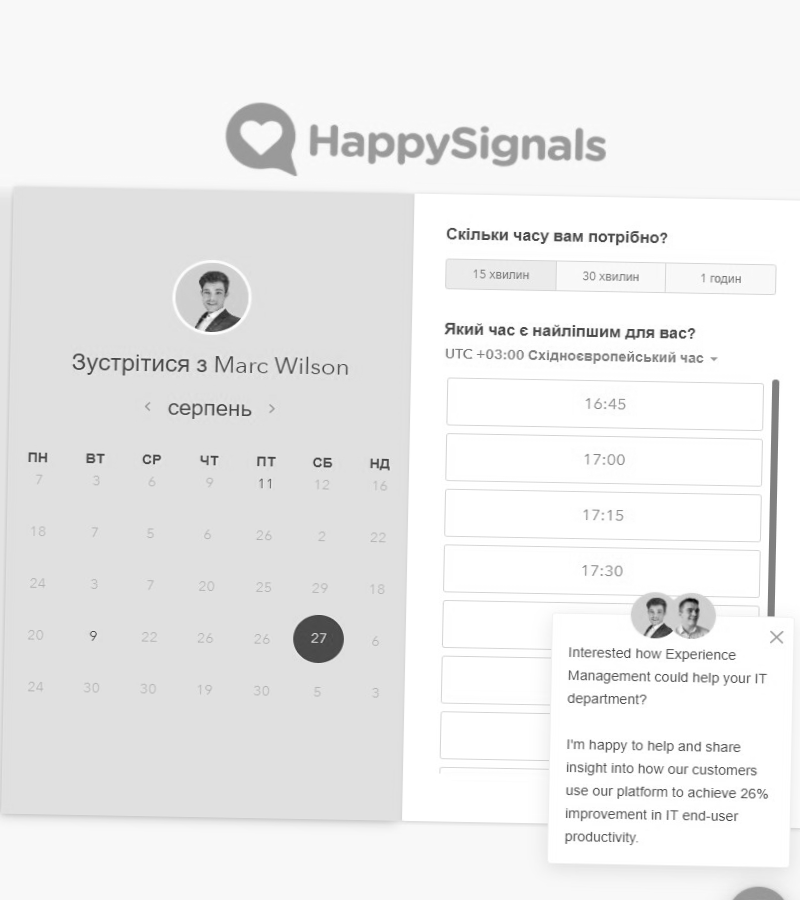 HappySignals
Зустрітися з Marc Wilson
серпень
ПН ВТ СР ЧТ ПТ СБ НД
7 3 6 9 11 12 16
18 7 5 6 26 2 22
24 3 7 20 25 29 18
20 9 22 26 26 27 6
24 30 30 19 30 5 3
Скільки часу вам потрібно?
15 хвилин 30 хвилин 1 годин
Який час є найліпшим для вас?
UTC +03:00 Східноєвропейський час
16:45
17:00
17:15
17:30
Interested how Experience
Management could help your IT
department?
I'm happy to help and share
insight into how our customers
use our platform to achieve 26%
improvement in IT end-user
productivity.